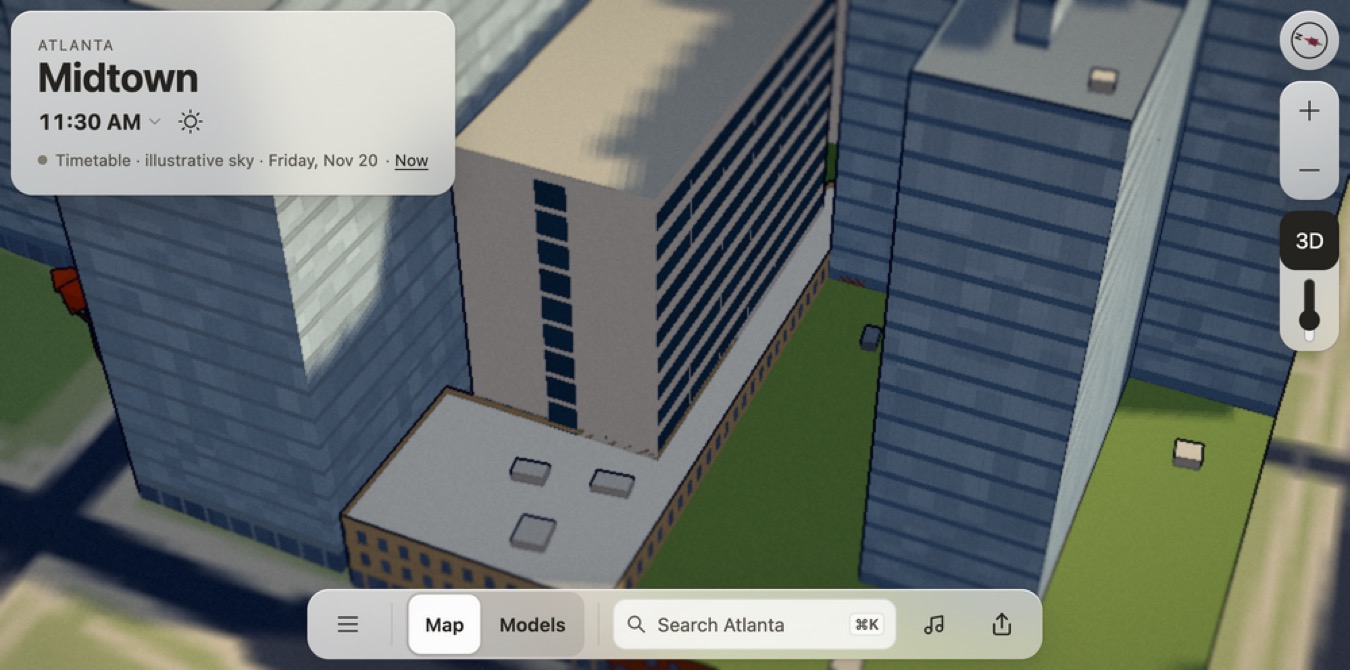 ATLANTA
Midtown
11:30 AM
Timetable · illustrative sky · Friday, Nov 20 · Now
N
3D
Map Models Search Atlanta ⌘K